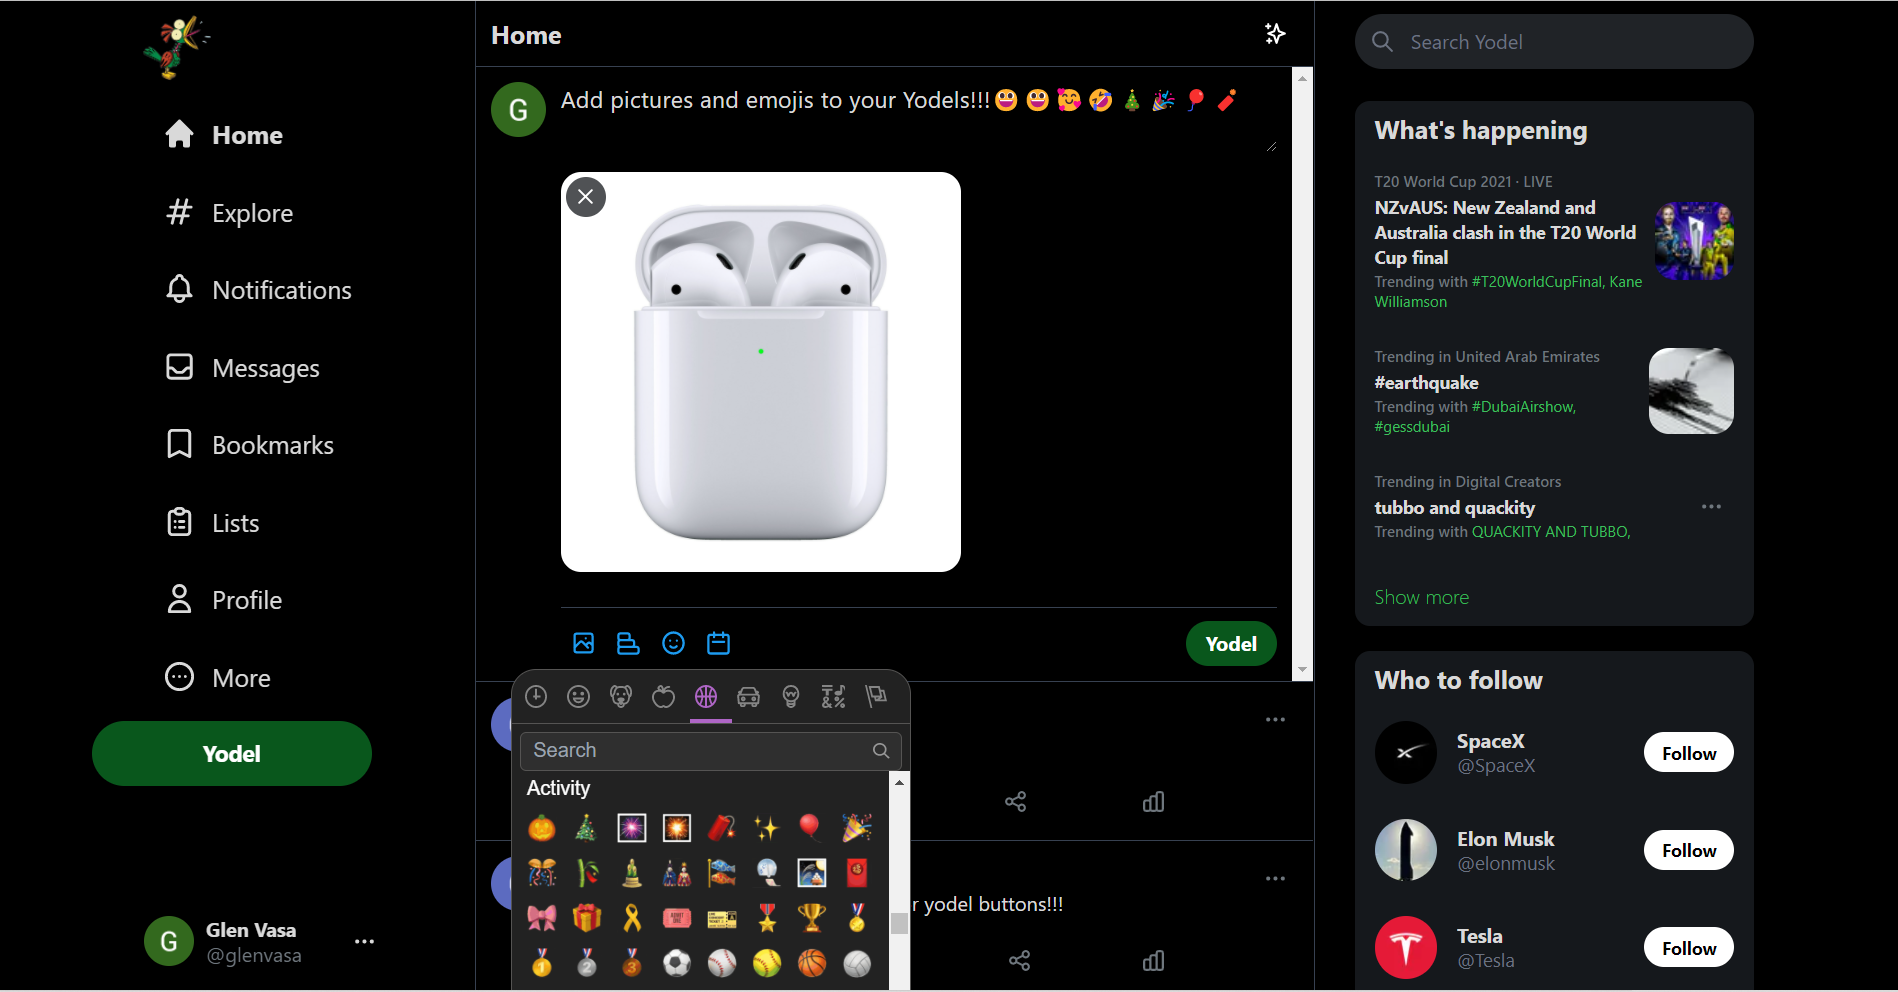 Home
Explore
Notifications
Messages
Bookmarks
Lists
Profile
More
Yodel
G
Glen Vasa
@glenvasa
Home
G
Add pictures and emojis to your Yodels!!!😃 😃 🥰 🤣 🎄 🎉 🎈 🧨
Yodel
Search
Activity
r yodel buttons!!!
Search Yodel
What's happening
T20 World Cup 2021 · LIVE
NZvAUS: New Zealand and
Australia clash in the T20 World
Cup final
Trending with #T20WorldCupFinal, Kane
Williamson
Trending in United Arab Emirates
#earthquake
Trending with #DubaiAirshow,
#gessdubai
Trending in Digital Creators
tubbo and quackity
Trending with QUACKITY AND TUBBO,
Show more
Who to follow
SpaceX
@SpaceX
Follow
Elon Musk
@elonmusk
Follow
Tesla
@Tesla
Follow